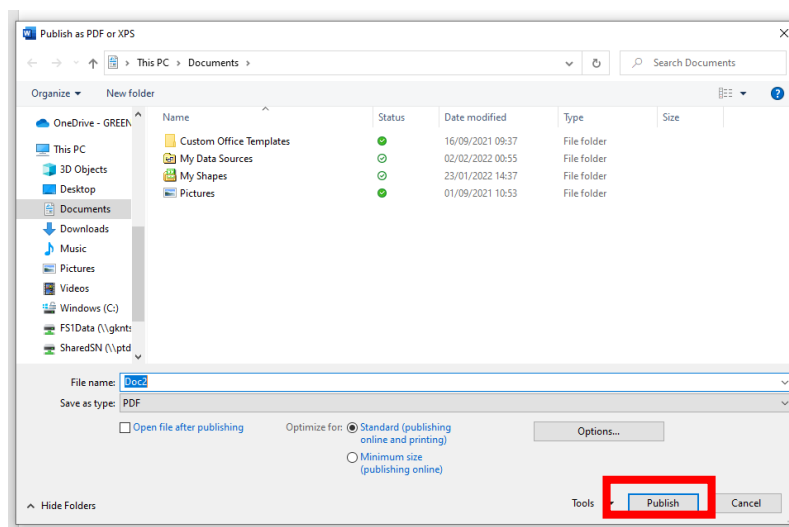 Publish as PDF or XPS
This PC > Documents >
Search Documents
Organize
New folder
Name
Status
Date modified
Type
Size
OneDrive - GREEN
This PC
3D Objects
Desktop
Documents
Downloads
Music
Pictures
Videos
Windows (C:)
FS1Data (\\gknts
SharedSN (\\ptd
Custom Office Templates 16/09/2021 09:37 File folder
My Data Sources 02/02/2022 00:55 File folder
My Shapes 23/01/2022 14:37 File folder
Pictures 01/09/2021 10:53 File folder
File name: Doc2
Save as type: PDF
Open file after publishing
Optimize for:
Standard (publishing
online and printing)
Minimum size
(publishing online)
Options...
Hide Folders
Tools
Publish
Cancel